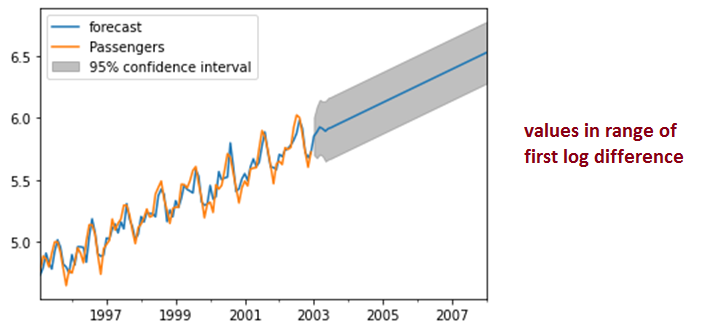 forecast
Passengers
95% confidence interval
6.5
6.0
5.5
5.0
1997 1999 2001 2003 2005 2007
values in range of
first log difference